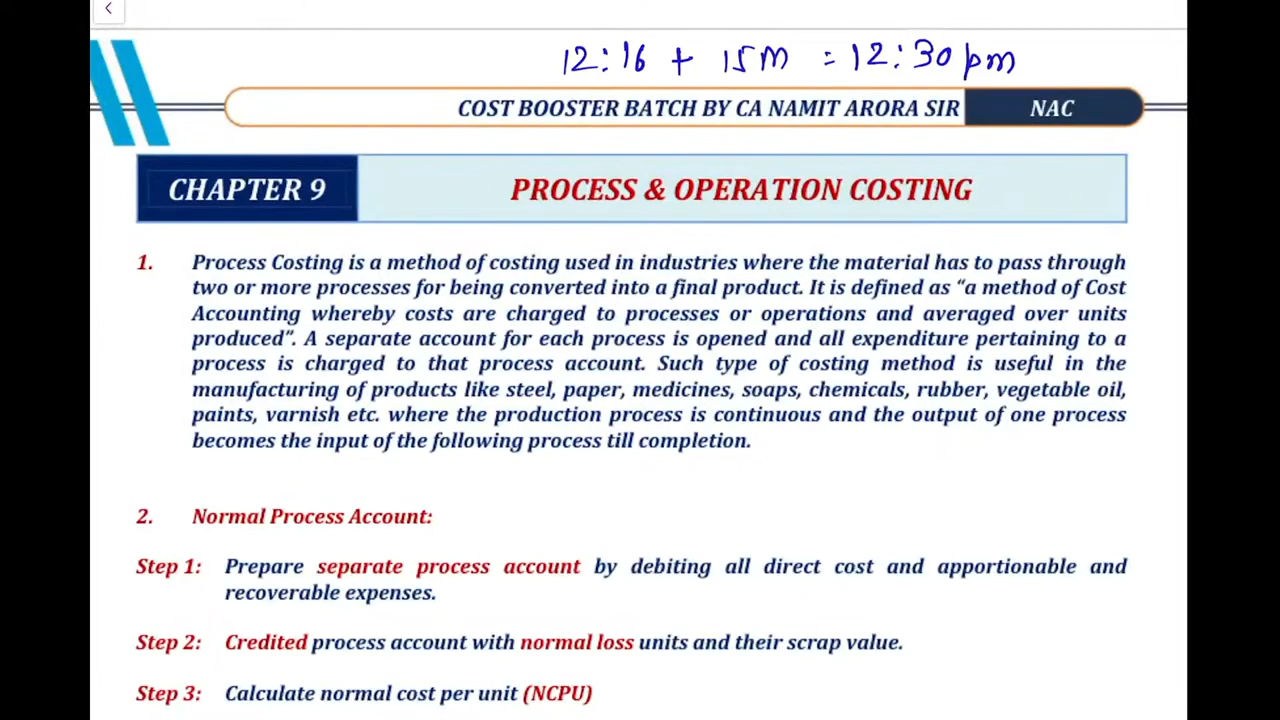 12:16 + 15m = 12:30 pm
COST BOOSTER BATCH BY CA NAMIT ARORA SIR NAC
CHAPTER 9 PROCESS & OPERATION COSTING
1. Process Costing is a method of costing used in industries where the material has to pass through
two or more processes for being converted into a final product. It is defined as “a method of Cost
Accounting whereby costs are charged to processes or operations and averaged over units
produced”. A separate account for each process is opened and all expenditure pertaining to a
process is charged to that process account. Such type of costing method is useful in the
manufacturing of products like steel, paper, medicines, soaps, chemicals, rubber, vegetable oil,
paints, varnish etc. where the production process is continuous and the output of one process
becomes the input of the following process till completion.
2. Normal Process Account:
Step 1: Prepare separate process account by debiting all direct cost and apportionable and
recoverable expenses.
Step 2: Credited process account with normal loss units and their scrap value.
Step 3: Calculate normal cost per unit (NCPU)